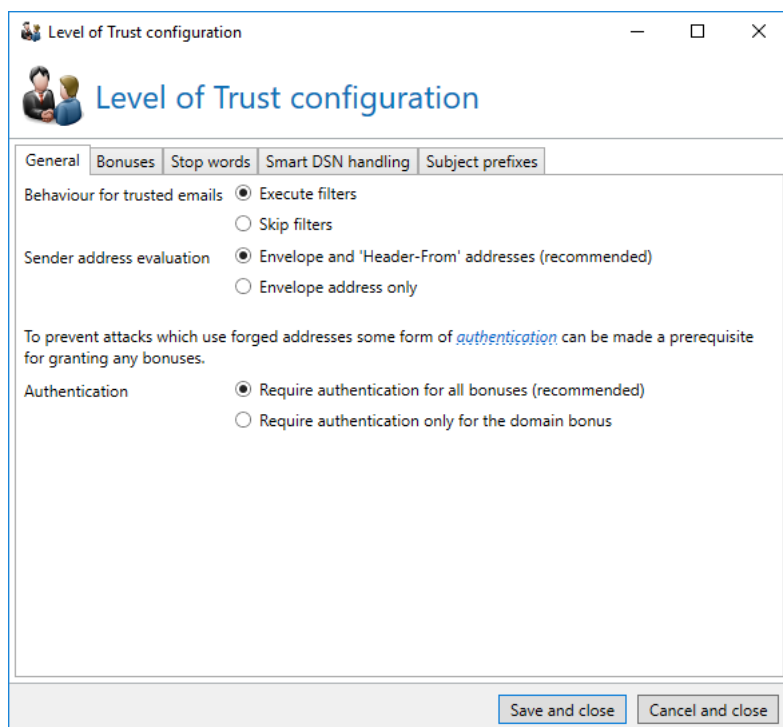 Level of Trust configuration
Level of Trust configuration
General Bonuses Stop words Smart DSN handling Subject prefixes
Behaviour for trusted emails Execute filters
Skip filters
Sender address evaluation Envelope and 'Header-From' addresses (recommended)
Envelope address only
To prevent attacks which use forged addresses some form of authentication can be made a prerequisite
for granting any bonuses.
Authentication Require authentication for all bonuses (recommended)
Require authentication only for the domain bonus
Save and close Cancel and close